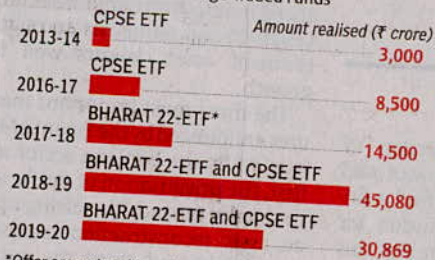 CPSE ETF
Amount realised (₹ crore)
2013-14
3,000
CPSE ETF
2016-17
8,500
BHARAT 22-ETF*
2017-18
14,500
BHARAT 22-ETF and CPSE ETF
2018-19
45,080
BHARAT 22-ETF and CPSE ETF
2019-20
30,869